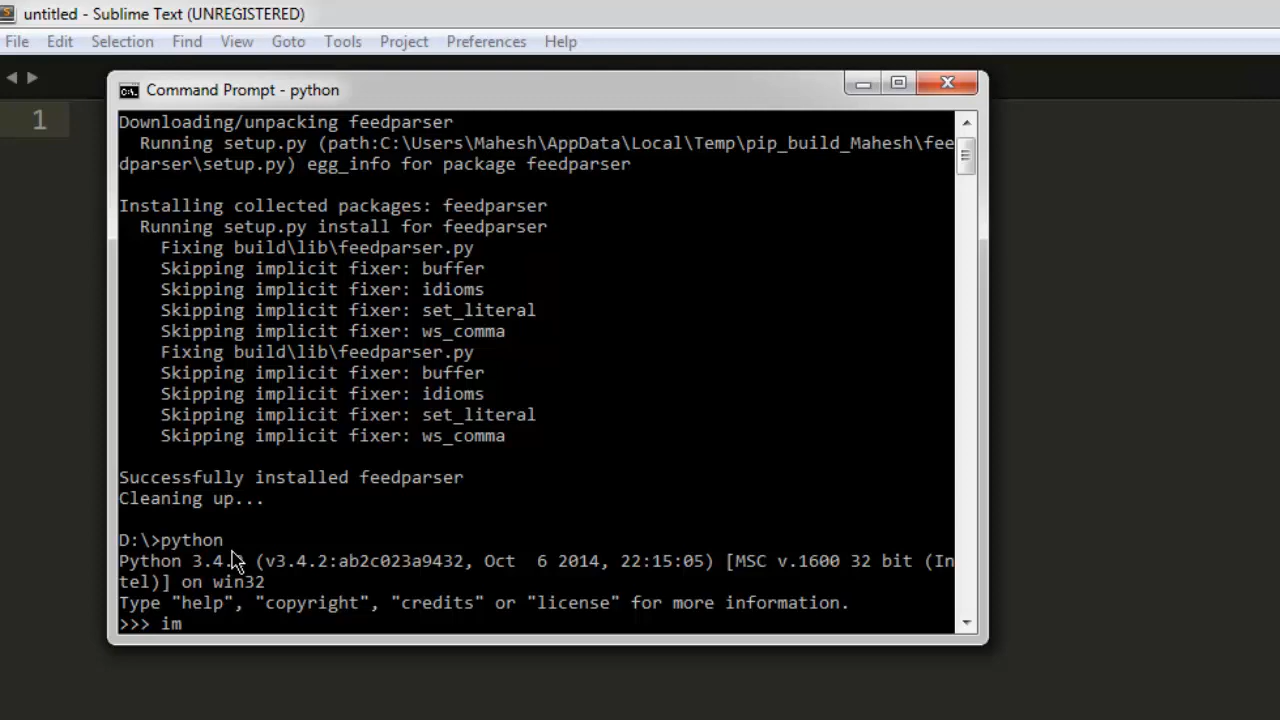 untitled - Sublime Text (UNREGISTERED)
File Edit Selection Find View Goto Tools Project Preferences Help
1
Command Prompt - python
Downloading/unpacking feedparser
Running setup.py (path:C:\Users\Mahesh\AppData\Local\Temp\pip_build_Mahesh\fee
dparser\setup.py) egg_info for package feedparser
Installing collected packages: feedparser
Running setup.py install for feedparser
Fixing build\lib\feedparser.py
Skipping implicit fixer: buffer
Skipping implicit fixer: idioms
Skipping implicit fixer: set_literal
Skipping implicit fixer: ws_comma
Fixing build\lib\feedparser.py
Skipping implicit fixer: buffer
Skipping implicit fixer: idioms
Skipping implicit fixer: set_literal
Skipping implicit fixer: ws_comma
Successfully installed feedparser
Cleaning up...
D:\>python
Python 3.4.2 (v3.4.2:ab2c023a9432, Oct  6 2014, 22:15:05) [MSC v.1600 32 bit (In
tel)] on win32
Type "help", "copyright", "credits" or "license" for more information.
>>> im